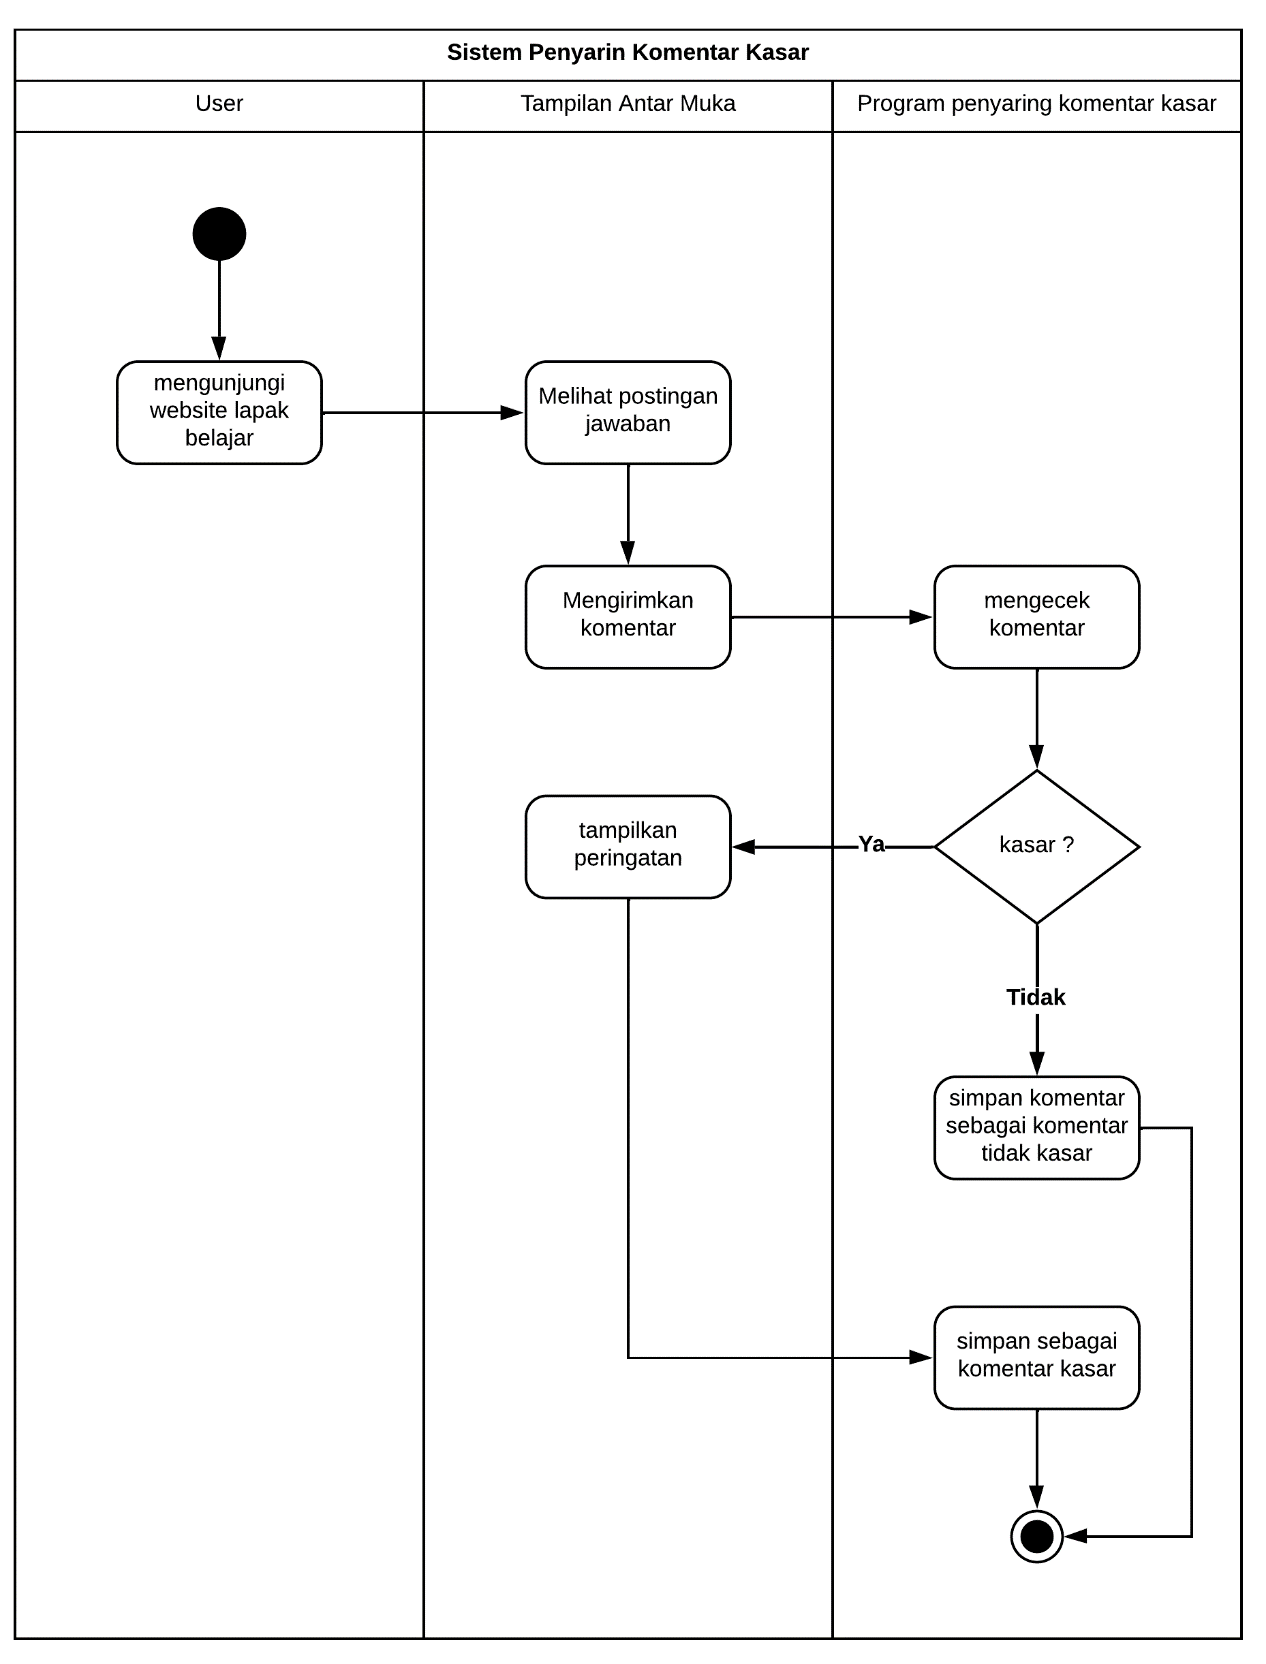 Sistem Penyarin Komentar Kasar
User
Tampilan Antar Muka
Program penyaring komentar kasar
mengunjungi
website lapak
belajar
Melihat postingan
jawaban
Mengirimkan
komentar
mengecek
komentar
tampilkan
peringatan
Ya
kasar ?
Tidak
simpan komentar
sebagai komentar
tidak kasar
simpan sebagai
komentar kasar